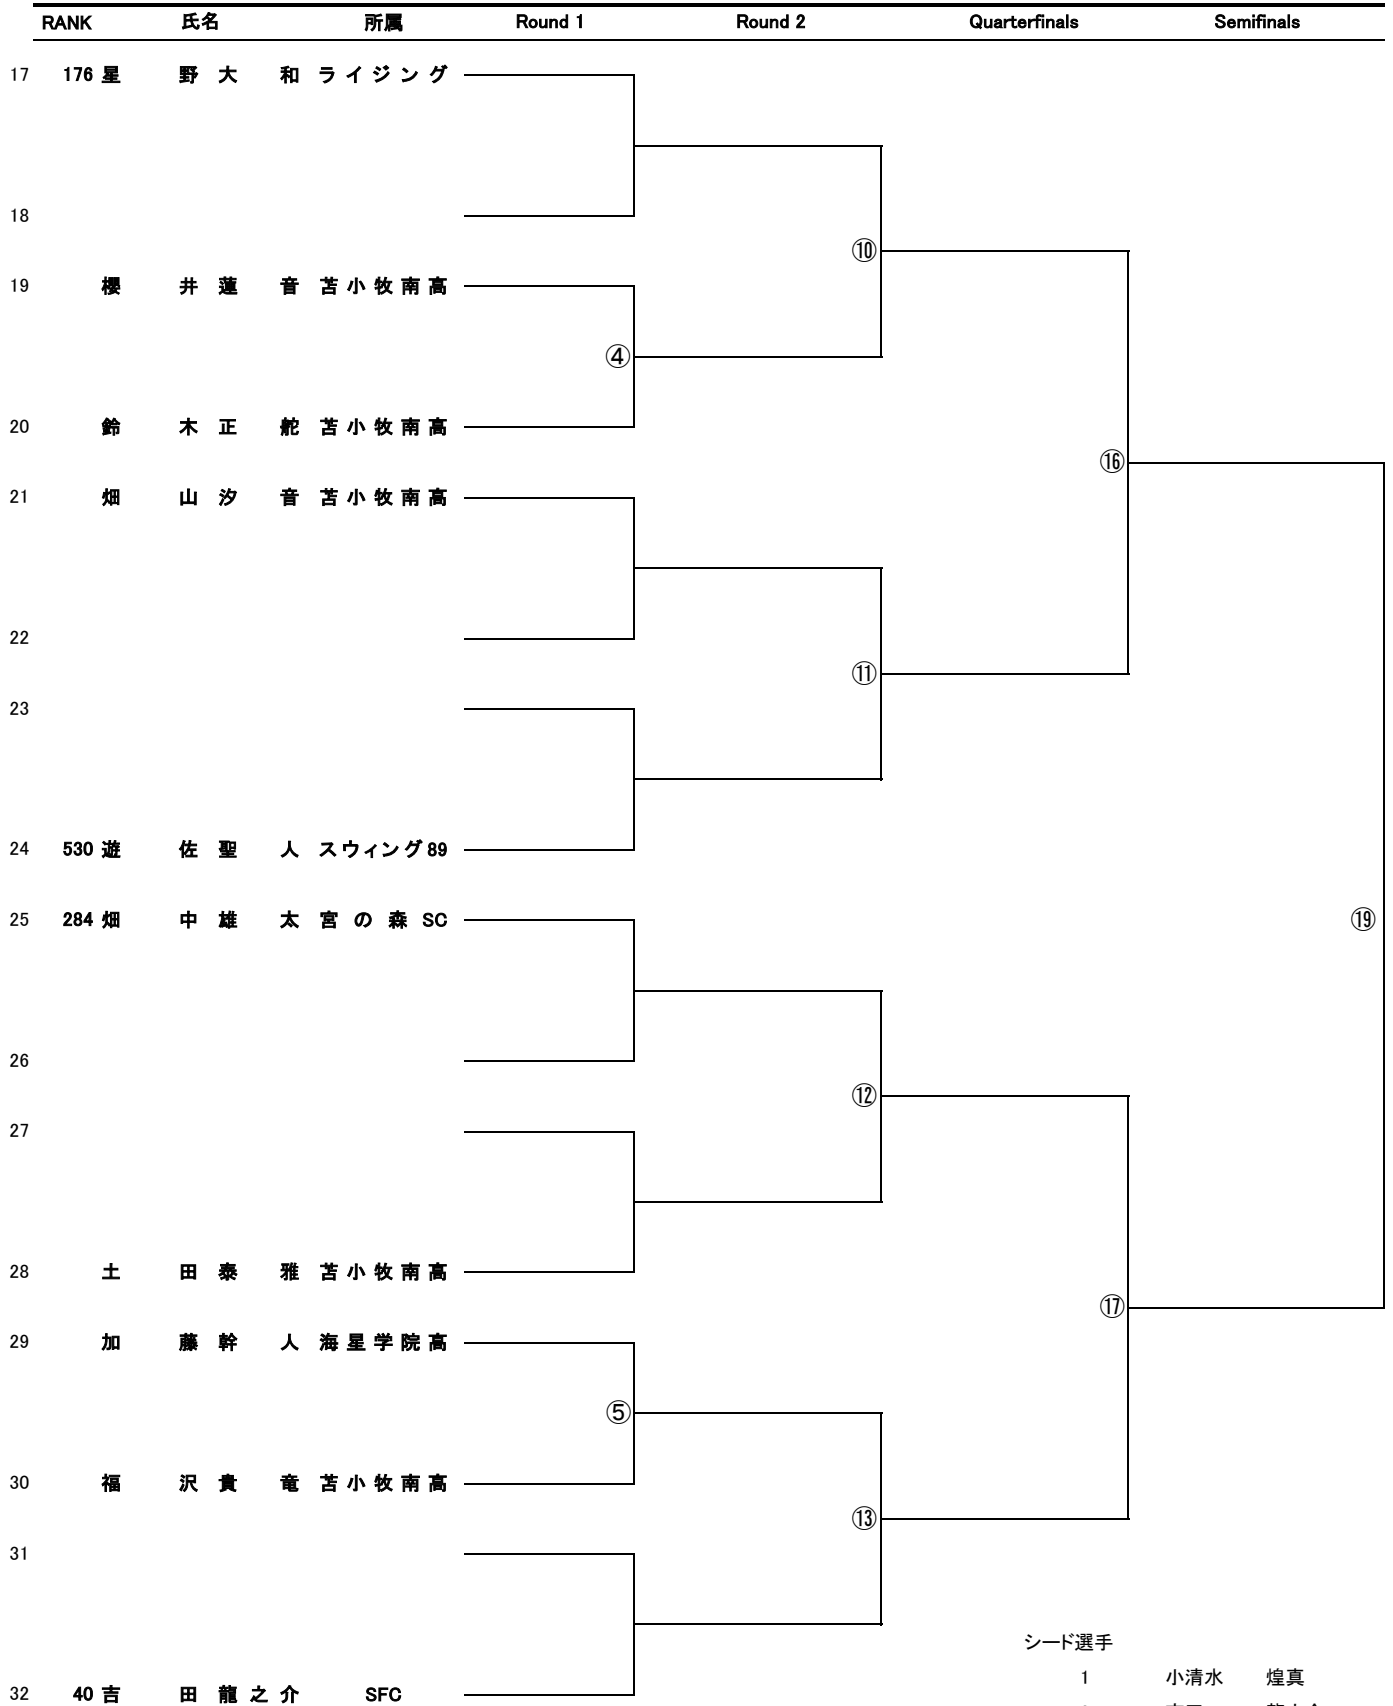 RANK 氏名 所属 Round 1 Round 2 Quarterfinals Semifinals
17 176 星 野 大 和 ライジング
18
⑩
19 櫻 井 蓮 音 苫小牧南高
④
20 鈴 木 正 舵 苫小牧南高
⑯
21 畑 山 汐 音 苫小牧南高
22
⑪
23
24 530 遊 佐 聖 人 スウィング89
25 284 畑 中 雄 太 宮の森SC
⑲
26
⑫
27
28 土 田 泰 雅 苫小牧南高
⑰
29 加 藤 幹 人 海星学院高
⑤
30 福 沢 貴 竜 苫小牧南高
⑬
31
シード選手
1 小清水 煌真
32 40 吉 田 龍之介 SFC